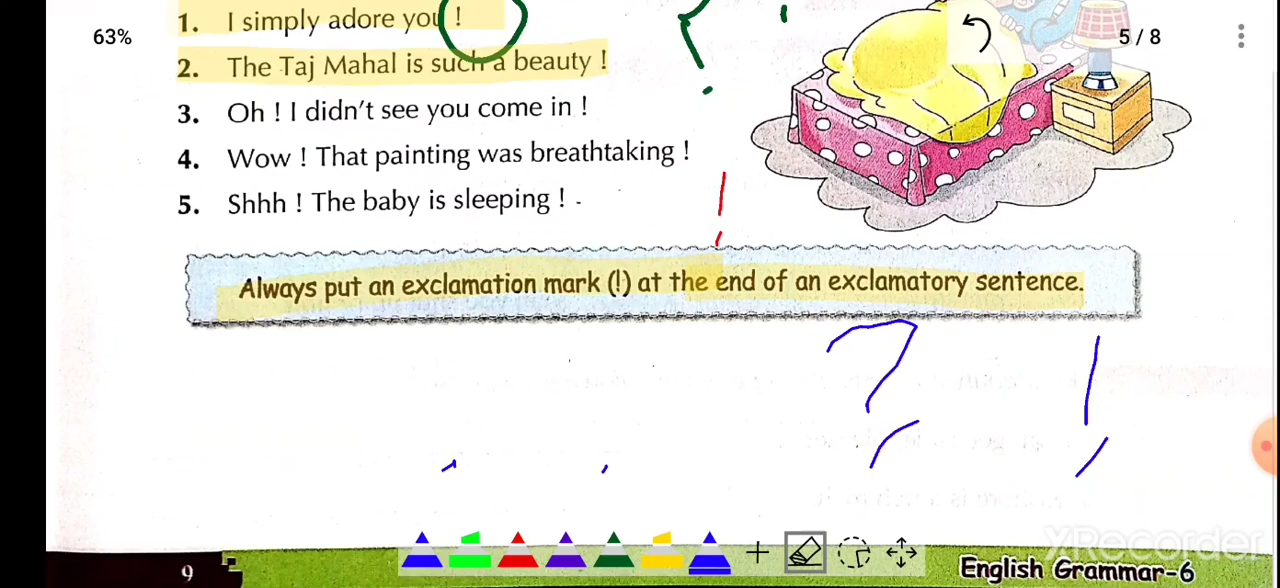 63%
5 / 8
1. I simply adore you !
2. The Taj Mahal is such a beauty !
3. Oh ! I didn't see you come in !
4. Wow ! That painting was breathtaking !
5. Shhh ! The baby is sleeping !
!
Always put an exclamation mark (!) at the end of an exclamatory sentence.
? !
XRecorder
9
English Grammar-6